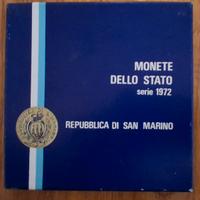 MONETE
DELLO STATO
serie 1972
REPUBBLICA DI SAN MARINO